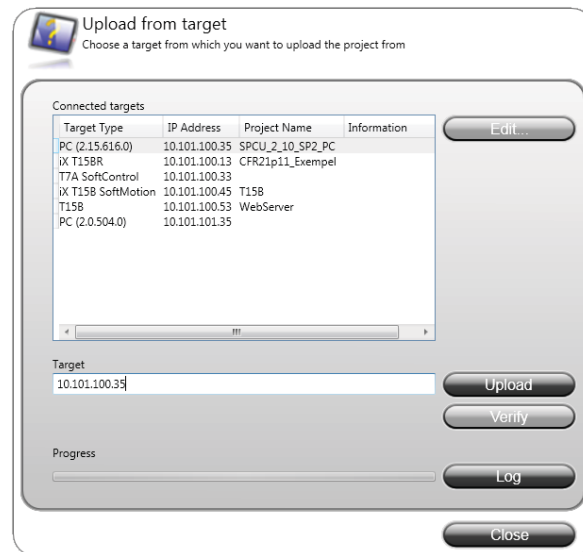 Upload from target
Choose a target from which you want to upload the project from
Connected targets
Target Type IP Address Project Name Information
PC (2.15.616.0) 10.101.100.35 SPCU_2_10_SP2_PC
iX T15BR 10.101.100.13 CFR21p11_Exempel
T7A SoftControl 10.101.100.33
iX T15B SoftMotion 10.101.100.45 T15B
T15B 10.101.100.53 WebServer
PC (2.0.504.0) 10.101.101.35
Edit...
Target
10.101.100.35
Upload
Verify
Progress
Log
Close